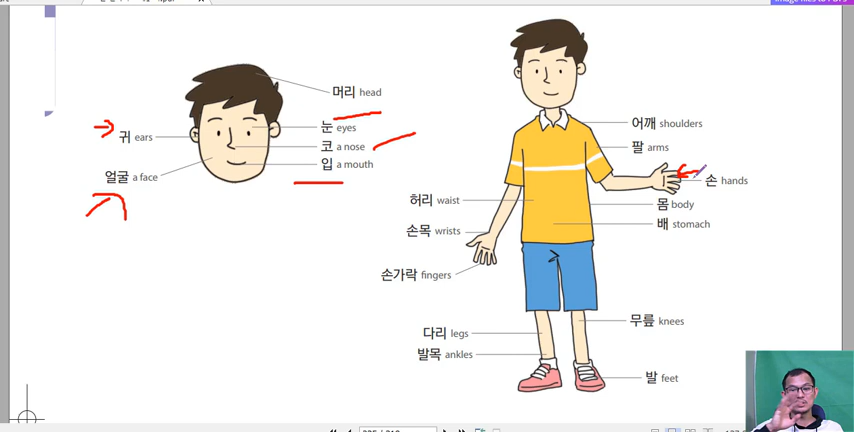 머리 head
귀 ears
눈 eyes
코 a nose
입 a mouth
얼굴 a face
어깨 shoulders
팔 arms
손 hands
허리 waist
몸 body
배 stomach
손목 wrists
손가락 fingers
무릎 knees
다리 legs
발목 ankles
발 feet